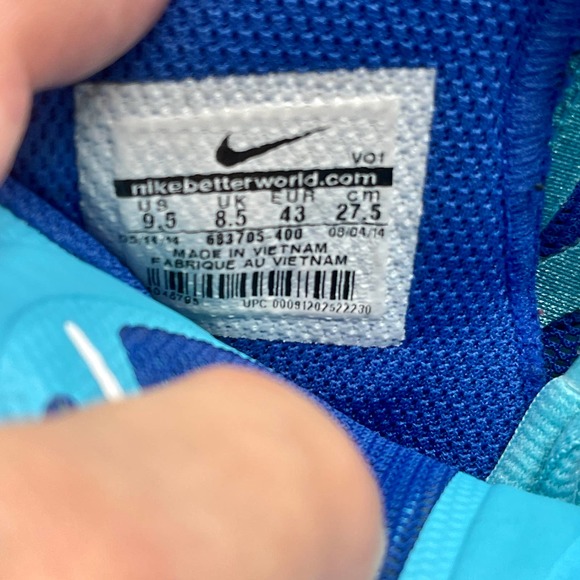 VO1
nikebetterworld.com
US UK EUR cm
9.5 8.5 43 27.5
05/11/14 683705 400 08/04/14
MADE IN VIETNAM
FABRIQUE AU VIETNAM
UPC 00091202522230